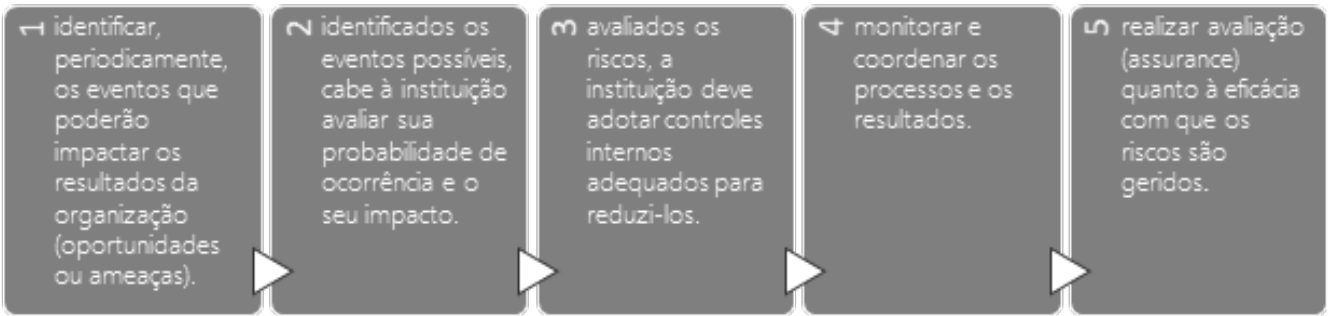 1 identificar,
periodicamente,
os eventos que
poderão
impactar os
resultados da
organização
(oportunidades
ou ameaças).
2 identificados os
eventos possíveis,
cabe à instituição
avaliar sua
probabilidade de
ocorrência e o
seu impacto.
3 avaliados os
riscos, a
instituição deve
adotar controles
internos
adequados para
reduzi-los.
4 monitorar e
coordenar os
processos e os
resultados.
5 realizar avaliação
(assurance)
quanto à eficácia
com que os
riscos são
geridos.